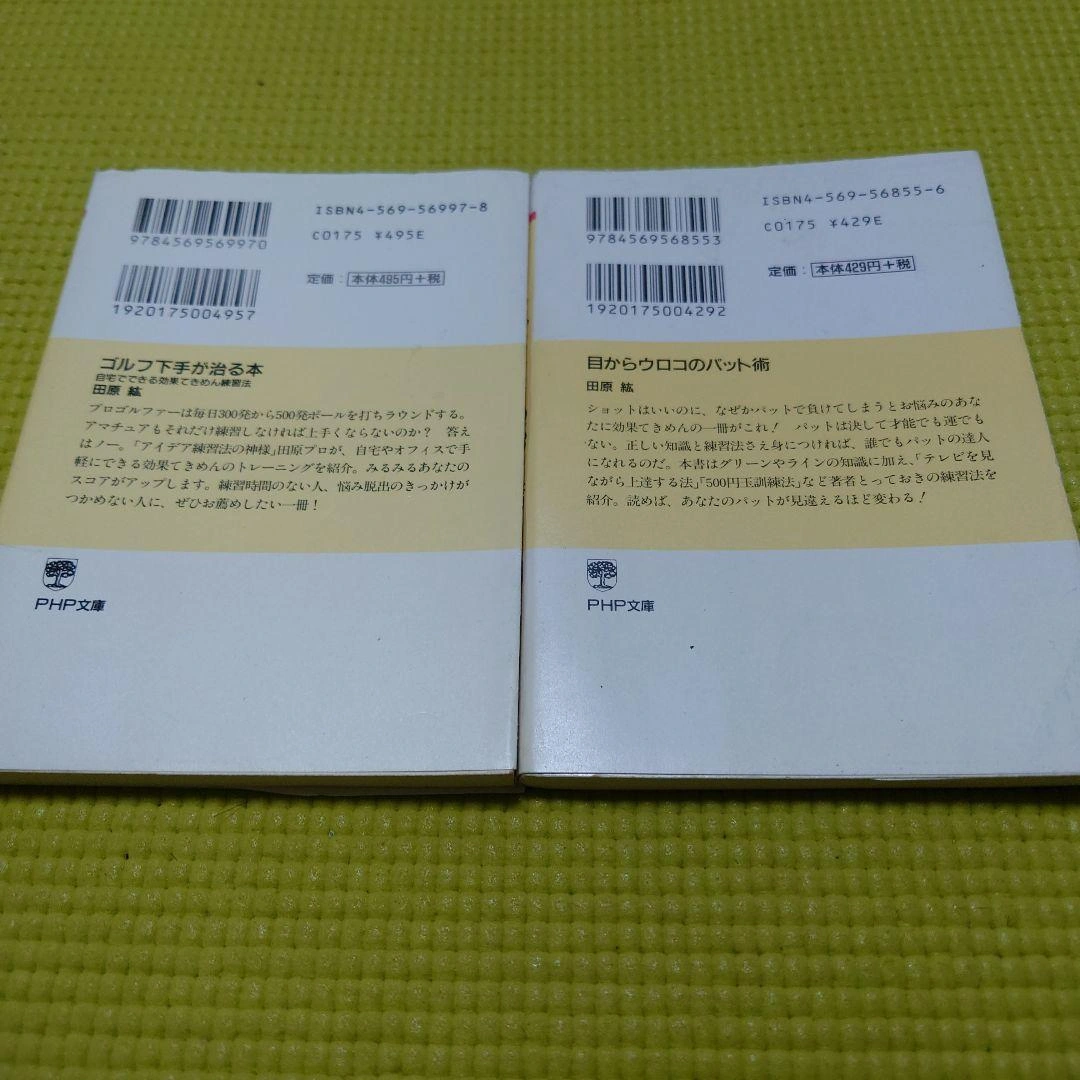 9784569569970
ISBN4-569-56997-8
C0175 ¥495E
1920175004957
定価：本体495円＋税
ゴルフ下手が治る本
自宅でできる効果てきめん練習法
田原 紘
プロゴルファーは毎日300発から500発ボールを打ちラウンドする。
アマチュアもそれだけ練習しなければ上手くならないのか？ 答え
はノー。「アイデア練習法の神様」田原プロが、自宅やオフィスで手
軽にできる効果てきめんのトレーニングを紹介。みるみるあなたの
スコアがアップします。練習時間のない人、悩み脱出のきっかけが
つかめない人に、ぜひお薦めしたい一冊！
PHP文庫
9784569568553
ISBN4-569-56855-6
C0175 ¥429E
1920175004292
定価：本体429円＋税
目からウロコのパット術
田原 紘
ショットはいいのに、なぜかパットで負けてしまうとお悩みのあな
たに効果てきめんの一冊がこれ！ パットは決して才能でも運でも
ない。正しい知識と練習法さえ身につければ、誰でもパットの達人
になれるのだ。本書はグリーンやラインの知識に加え、「テレビを見
ながら上達する法」「500円玉訓練法」など著者とっておきの練習法を
紹介。読めば、あなたのパットが見違えるほど変わる！
PHP文庫